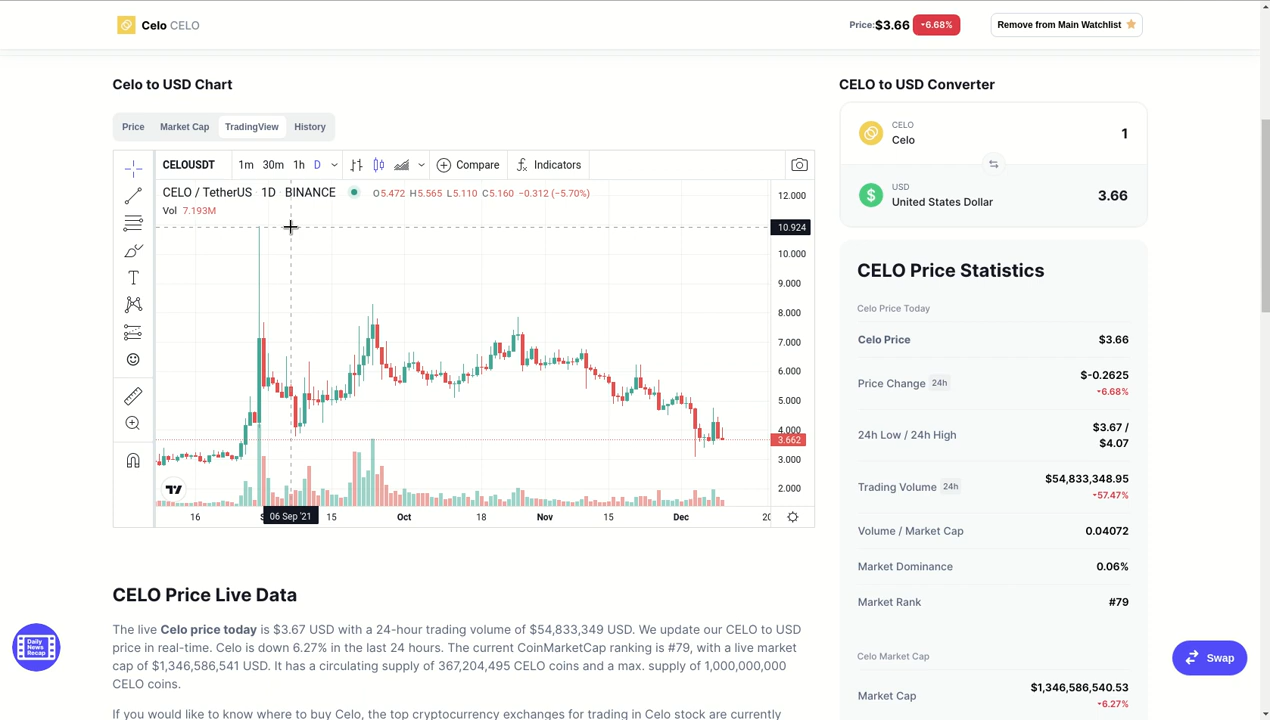 Celo CELO
Price: $3.66 -6.68%
Remove from Main Watchlist
Celo to USD Chart
Price Market Cap TradingView History
CELOUSDT 1m 30m 1h D Compare Indicators
CELO / TetherUS 1D BINANCE O5.472 H5.565 L5.110 C5.160 −0.312 (−5.70%)
Vol 7.193M
12.000
10.924
10.000
9.000
8.000
7.000
6.000
5.000
4.000
3.662
3.000
2.000
16 06 Sep '21 15 Oct 18 Nov 15 Dec
CELO Price Live Data
The live Celo price today is $3.67 USD with a 24-hour trading volume of $54,833,349 USD. We update our CELO to USD
price in real-time. Celo is down 6.27% in the last 24 hours. The current CoinMarketCap ranking is #79, with a live market
cap of $1,346,586,541 USD. It has a circulating supply of 367,204,495 CELO coins and a max. supply of 1,000,000,000
CELO coins.
If you would like to know where to buy Celo, the top cryptocurrency exchanges for trading in Celo stock are currently
Daily
News
Recap
CELO to USD Converter
CELO
Celo 1
USD
United States Dollar 3.66
CELO Price Statistics
Celo Price Today
Celo Price $3.66
Price Change 24h $-0.2625
-6.68%
24h Low / 24h High $3.67 /
$4.07
Trading Volume 24h $54,833,348.95
-57.47%
Volume / Market Cap 0.04072
Market Dominance 0.06%
Market Rank #79
Celo Market Cap
Market Cap $1,346,586,540.53
-6.27%
Swap